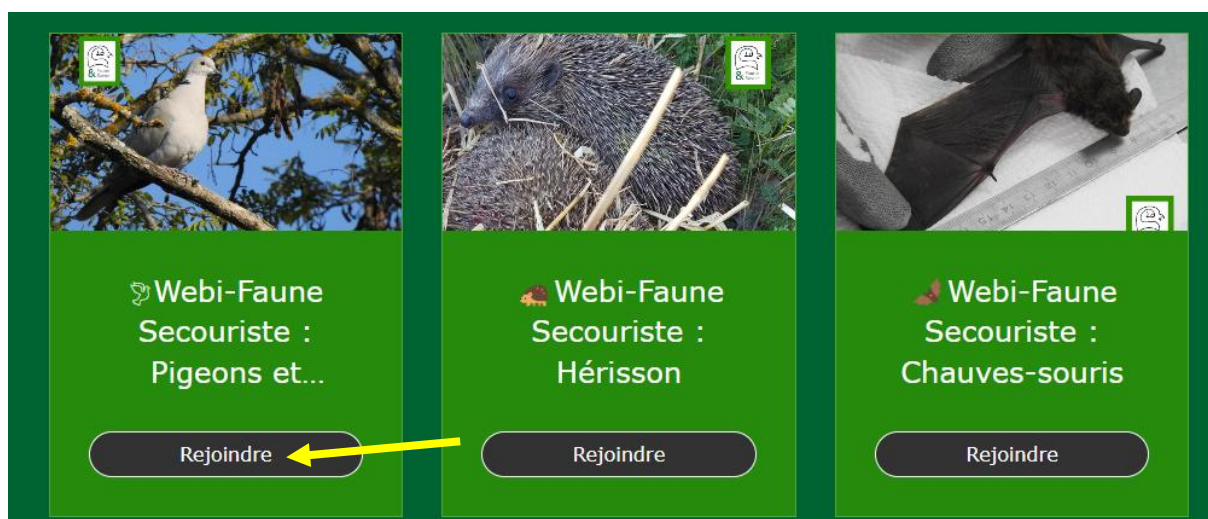 🕊Webi-Faune
Secouriste :
Pigeons et...
Rejoindre
🦔Webi-Faune
Secouriste :
Hérisson
Rejoindre
🦇Webi-Faune
Secouriste :
Chauves-souris
Rejoindre